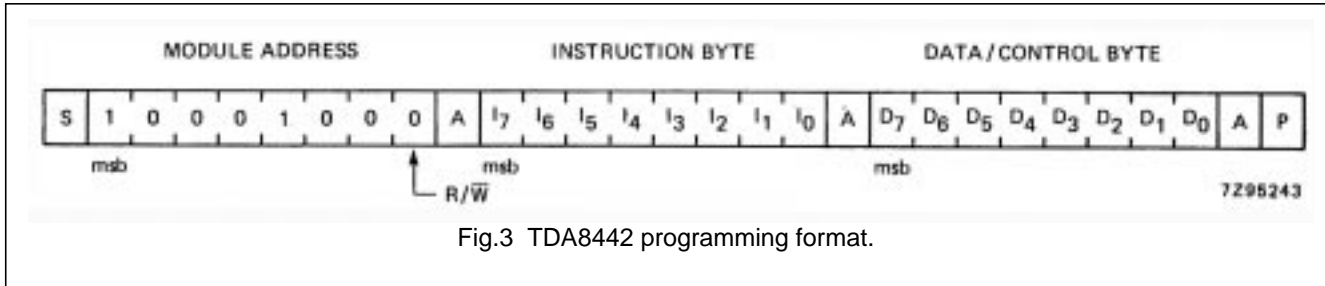 MODULE ADDRESS INSTRUCTION BYTE DATA/CONTROL BYTE
S 1 0 0 0 1 0 0 0 A I7 I6 I5 I4 I3 I2 I1 I0 A D7 D6 D5 D4 D3 D2 D1 D0 A P
msb msb msb
R/W̅
7Z95243
Fig.3 TDA8442 programming format.